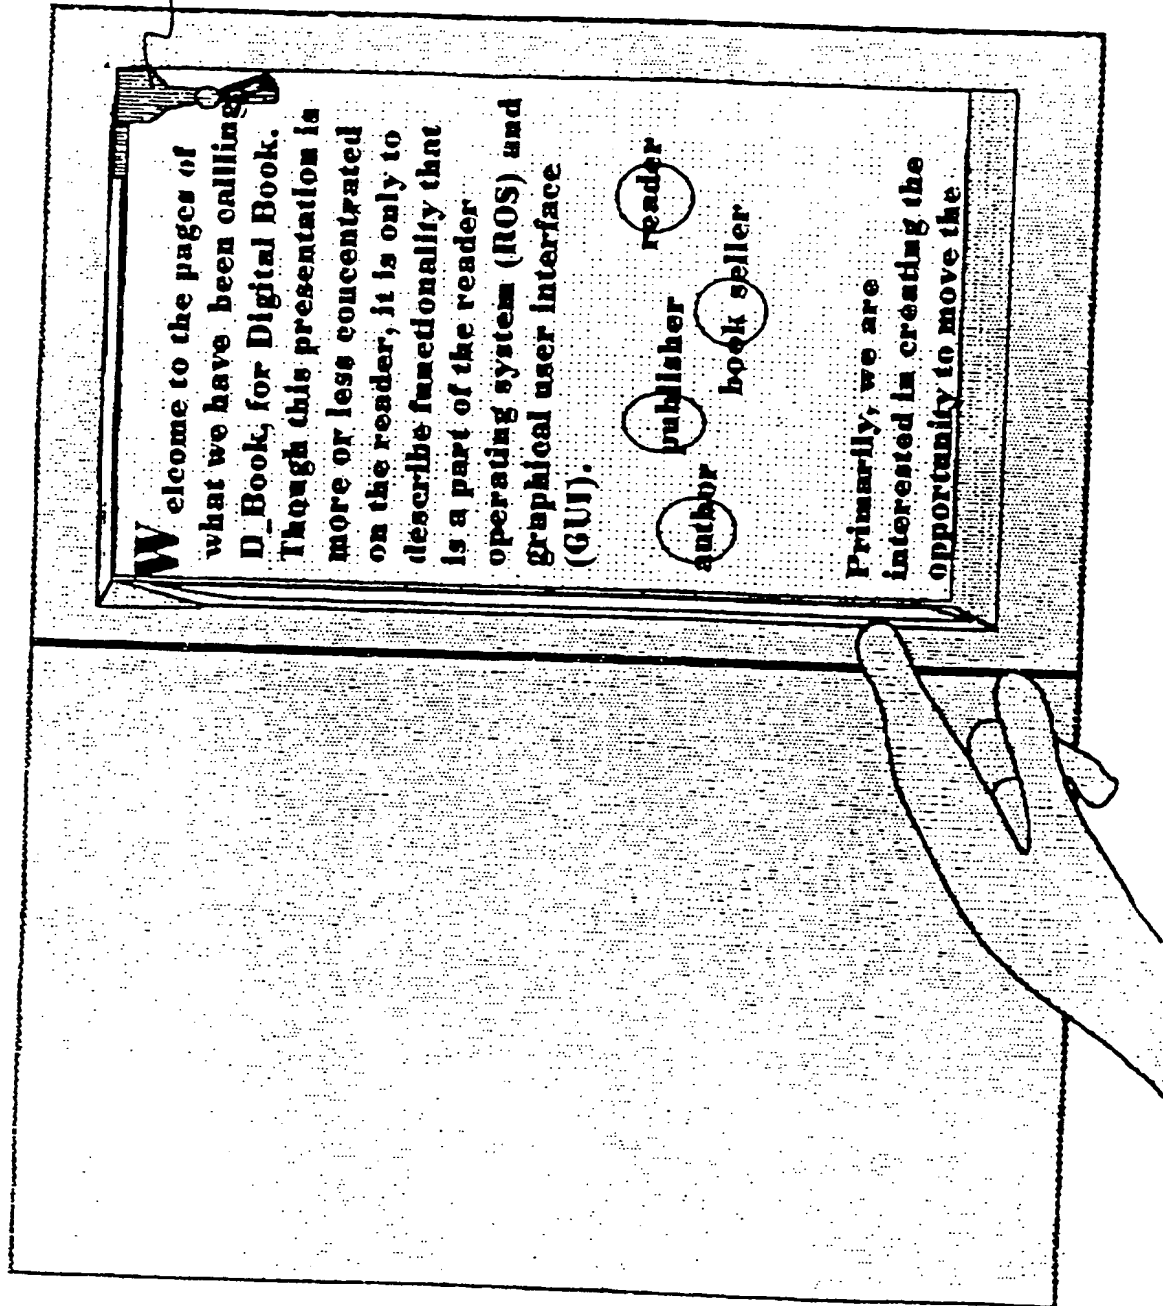 Welcome to the pages of
what we have been callling
D_Book, for Digital Book.
Though this presentation is
more or less concentrated
on the reader, it is only to
describe functionality that
is a part of the reader
operating system (ROS) and
graphical user interface
(GUI).
author
publisher
book seller
reader
Primarily, we are
interested in creating the
opportunity to move the